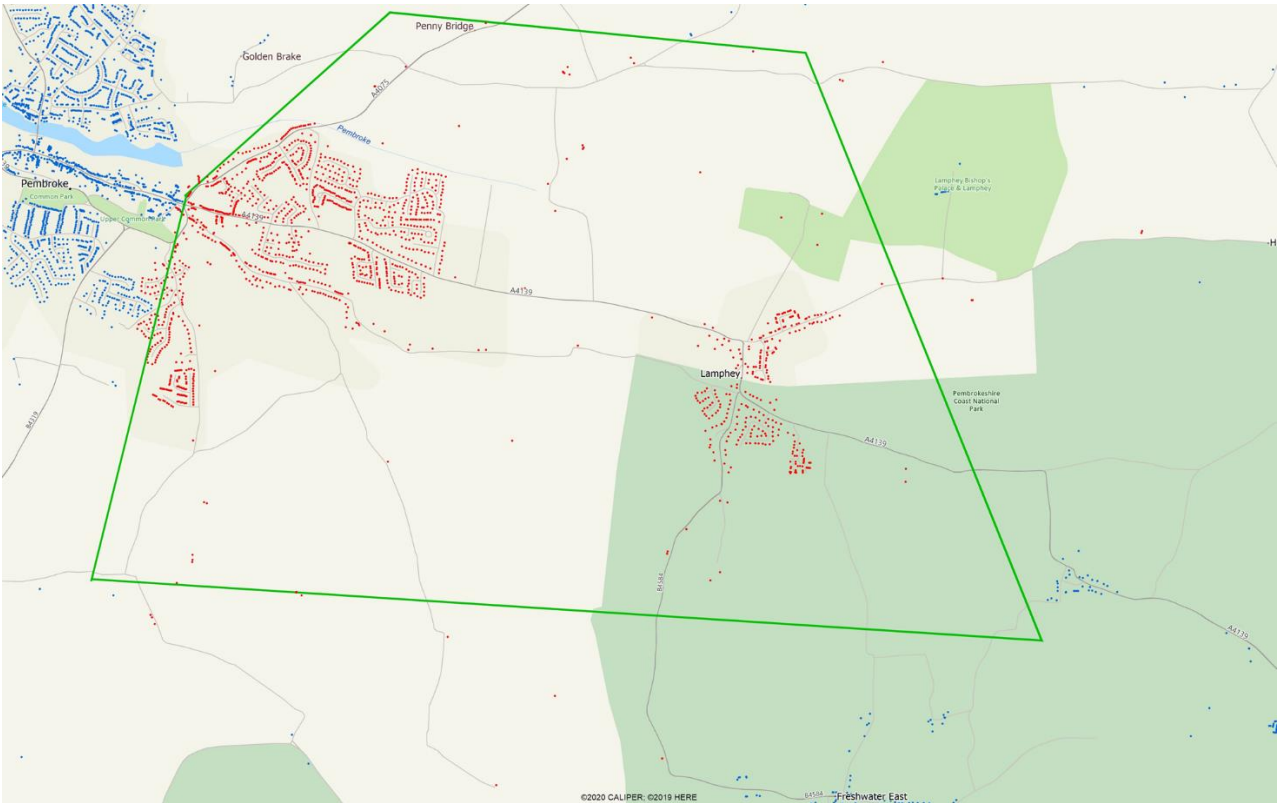 Penny Bridge
Golden Brake
A4075
Pembroke
Pembroke
Common Park
Upper Common Park
A4139
Lamphey Bishop's
Palace & Lamphey
A4139
Lamphey
Pembrokeshire
Coast National
Park
B4319
A4139
B4584
A4139
B4584
Freshwater East
©2020 CALIPER; ©2019 HERE